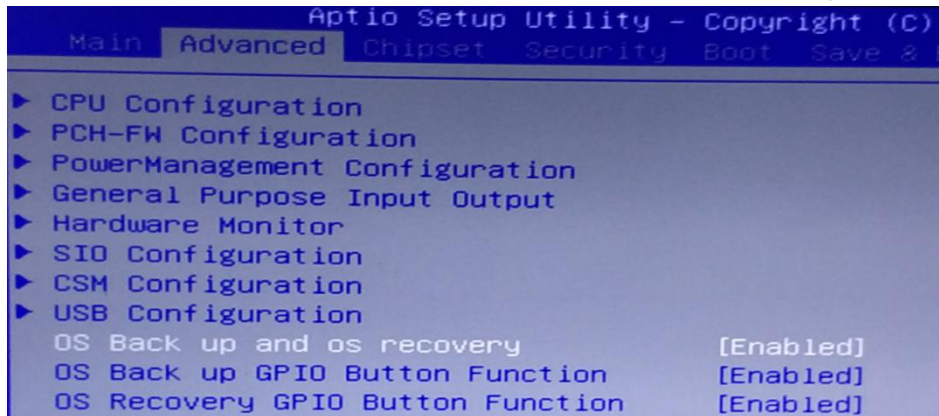 Aptio Setup Utility – Copyright (C)
Main Advanced Chipset Security Boot Save &
CPU Configuration
PCH-FW Configuration
PowerManagement Configuration
General Purpose Input Output
Hardware Monitor
SIO Configuration
CSM Configuration
USB Configuration
OS Back up and os recovery [Enabled]
OS Back up GPIO Button Function [Enabled]
OS Recovery GPIO Button Function [Enabled]